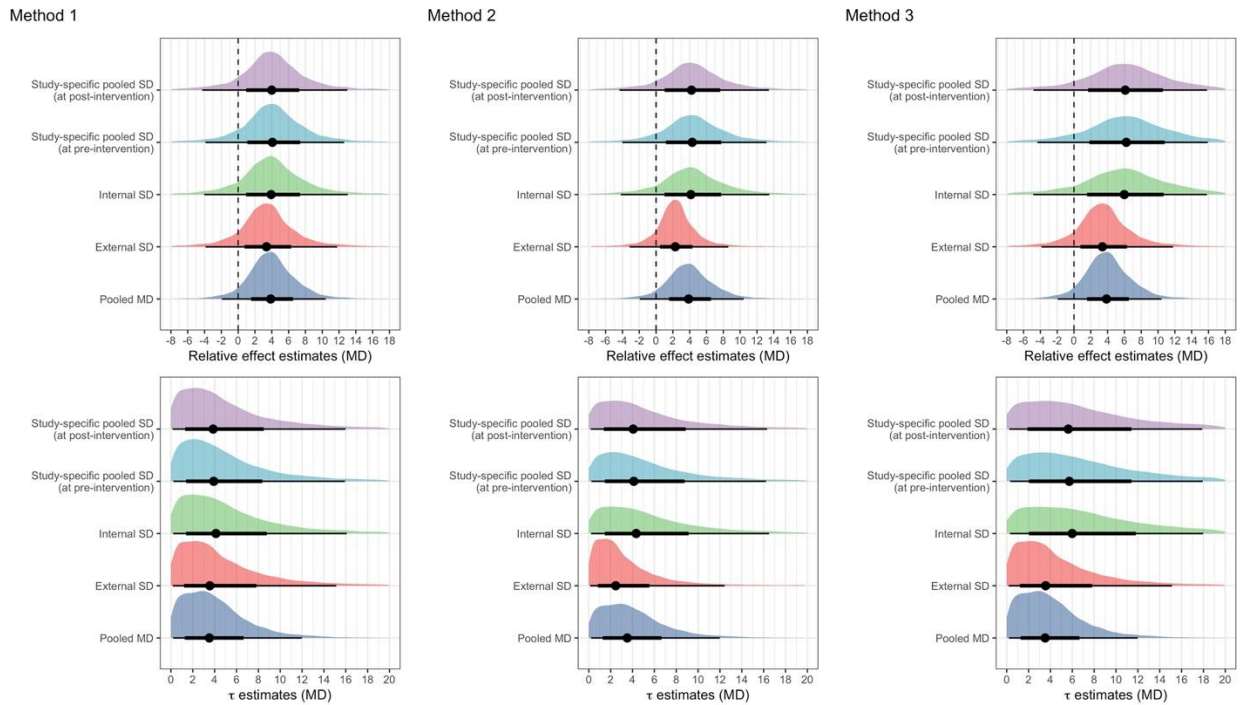 Method 1
Method 2
Method 3
Study-specific pooled SD
(at post-intervention)
Study-specific pooled SD
(at pre-intervention)
Internal SD
External SD
Pooled MD
-8 -6 -4 -2 0 2 4 6 8 10 12 14 16 18
Relative effect estimates (MD)
Study-specific pooled SD
(at post-intervention)
Study-specific pooled SD
(at pre-intervention)
Internal SD
External SD
Pooled MD
-8 -6 -4 -2 0 2 4 6 8 10 12 14 16 18
Relative effect estimates (MD)
Study-specific pooled SD
(at post-intervention)
Study-specific pooled SD
(at pre-intervention)
Internal SD
External SD
Pooled MD
-8 -6 -4 -2 0 2 4 6 8 10 12 14 16 18
Relative effect estimates (MD)
Study-specific pooled SD
(at post-intervention)
Study-specific pooled SD
(at pre-intervention)
Internal SD
External SD
Pooled MD
0 2 4 6 8 10 12 14 16 18 20
τ estimates (MD)
Study-specific pooled SD
(at post-intervention)
Study-specific pooled SD
(at pre-intervention)
Internal SD
External SD
Pooled MD
0 2 4 6 8 10 12 14 16 18 20
τ estimates (MD)
Study-specific pooled SD
(at post-intervention)
Study-specific pooled SD
(at pre-intervention)
Internal SD
External SD
Pooled MD
0 2 4 6 8 10 12 14 16 18 20
τ estimates (MD)